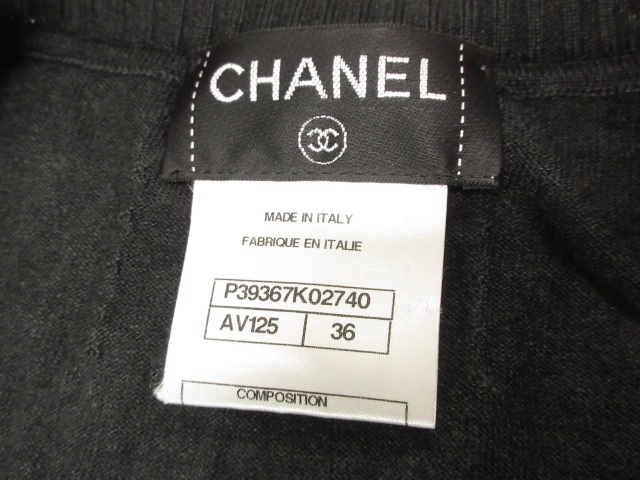 CHANEL
MADE IN ITALY
FABRIQUE EN ITALIE
P39367K02740
AV125 36
COMPOSITION